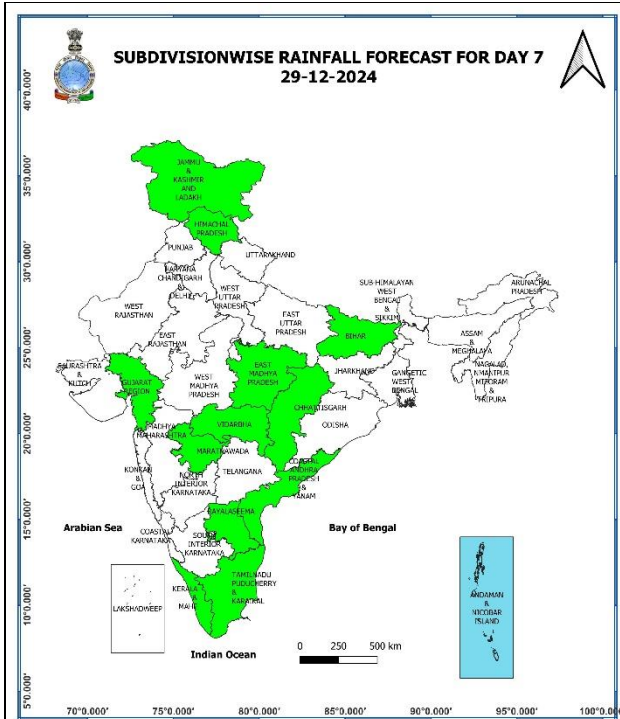 SUBDIVISIONWISE RAINFALL FORECAST FOR DAY 7
29-12-2024
40°0.000'
35°0.000'
30°0.000'
25°0.000'
20°0.000'
15°0.000'
10°0.000'
5°0.000'
JAMMU
&
KASHMIR
AND
LADAKH
HIMACHAL
PRADESH
PUNJAB
UTTARAKHAND
HARYANA
CHANDIGARH
&
DELHI
WEST
UTTAR
PRADESH
WEST
RAJASTHAN
EAST
RAJASTHAN
EAST
UTTAR
PRADESH
SUB-HIMALAYAN
WEST
BENGAL
&
SIKKIM
ARUNACHAL
PRADESH
ASSAM
&
MEGHALAYA
BIHAR
JHARKHAND
GANGETIC
WEST
BENGAL
SAURASHTRA
&
KUTCH
GUJARAT
REGION
WEST
MADHYA
PRADESH
EAST
MADHYA
PRADESH
CHHATTISGARH
ODISHA
VIDARBHA
MADHYA
MAHARASHTRA
MARATHAWADA
TELANGANA
COASTAL
ANDHRA
PRADESH
&
YANAM
KONKAN
&
GOA
NORTH
INTERIOR
KARNATAKA
RAYALASEEMA
COASTAL
KARNATAKA
SOUTH
INTERIOR
KARNATAKA
TAMILNADU
PUDUCHERRY
&
KARAIKAL
KERALA
&
MAHE
LAKSHADWEEP
ANDAMAN
&
NICOBAR
ISLAND
Arabian Sea
Bay of Bengal
Indian Ocean
0 250 500 km
70°0.000' 75°0.000' 80°0.000' 85°0.000' 90°0.000' 95°0.000' 100°0.0